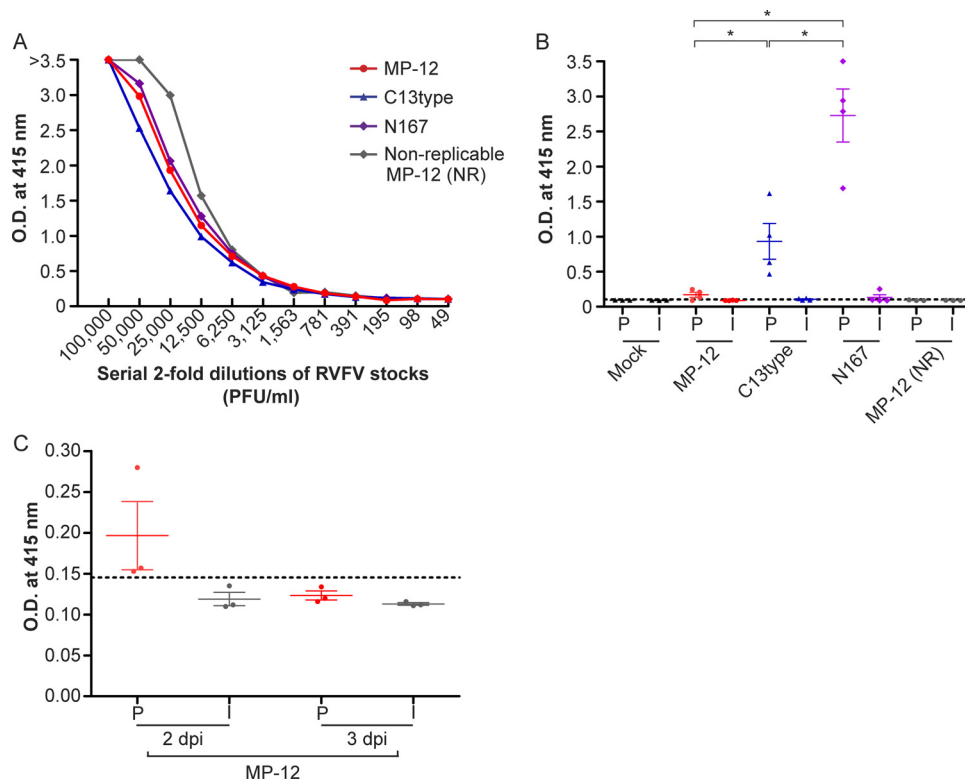 A
>3.5
3.0
2.5
2.0
1.5
1.0
0.5
0
O.D. at 415 nm
100,000
50,000
25,000
12,500
6,250
3,125
1,563
781
391
195
98
49
Serial 2-fold dilutions of RVFV stocks
(PFU/ml)
MP-12
C13type
N167
Non-replicable
MP-12 (NR)
B
* 
* *
3.5
3.0
2.5
2.0
1.5
1.0
0.5
0
O.D. at 415 nm
P I P I P I P I P I
Mock
MP-12
C13type
N167
MP-12 (NR)
C
0.30
0.25
0.20
0.15
0.10
0.05
0.00
O.D. at 415 nm
P I P I
2 dpi 3 dpi
MP-12